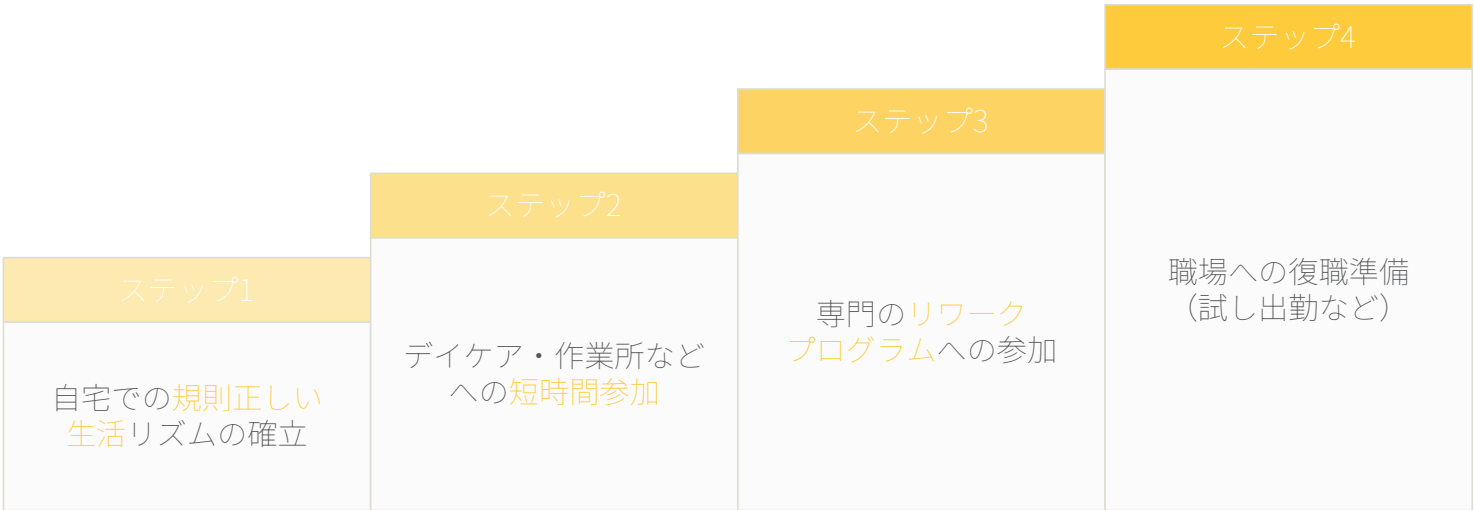 ステップ1
自宅での規則正しい
生活リズムの確立
ステップ2
デイケア・作業所など
への短時間参加
ステップ3
専門のリワーク
プログラムへの参加
ステップ4
職場への復職準備
（試し出勤など）